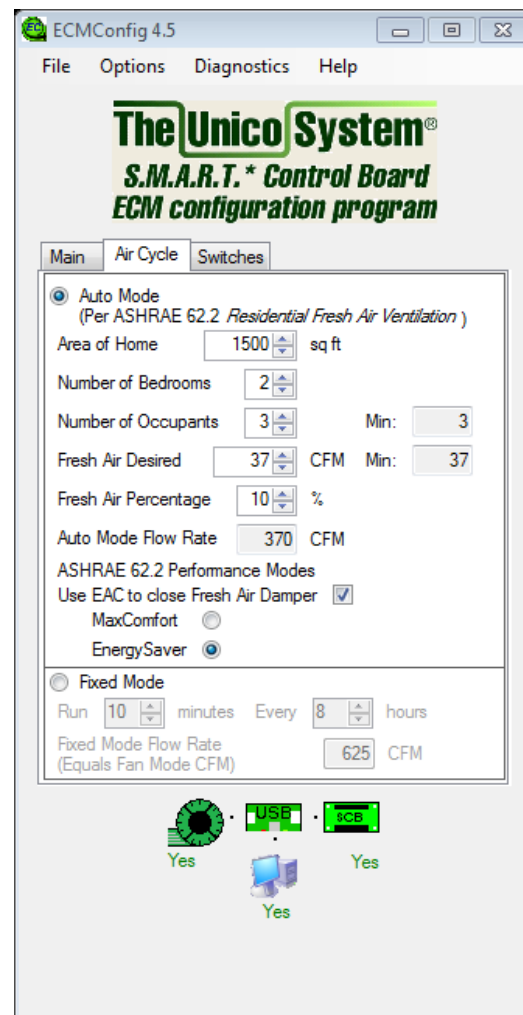 ECMConfig 4.5
File Options Diagnostics Help
The Unico System®
S.M.A.R.T.* Control Board
ECM configuration program
Main Air Cycle Switches
Auto Mode
(Per ASHRAE 62.2 Residential Fresh Air Ventilation )
Area of Home 1500 sq ft
Number of Bedrooms 2
Number of Occupants 3 Min: 3
Fresh Air Desired 37 CFM Min: 37
Fresh Air Percentage 10 %
Auto Mode Flow Rate 370 CFM
ASHRAE 62.2 Performance Modes
Use EAC to close Fresh Air Damper
MaxComfort
EnergySaver
Fixed Mode
Run 10 minutes Every 8 hours
Fixed Mode Flow Rate 625 CFM
(Equals Fan Mode CFM)
USB SCB
Yes Yes
Yes